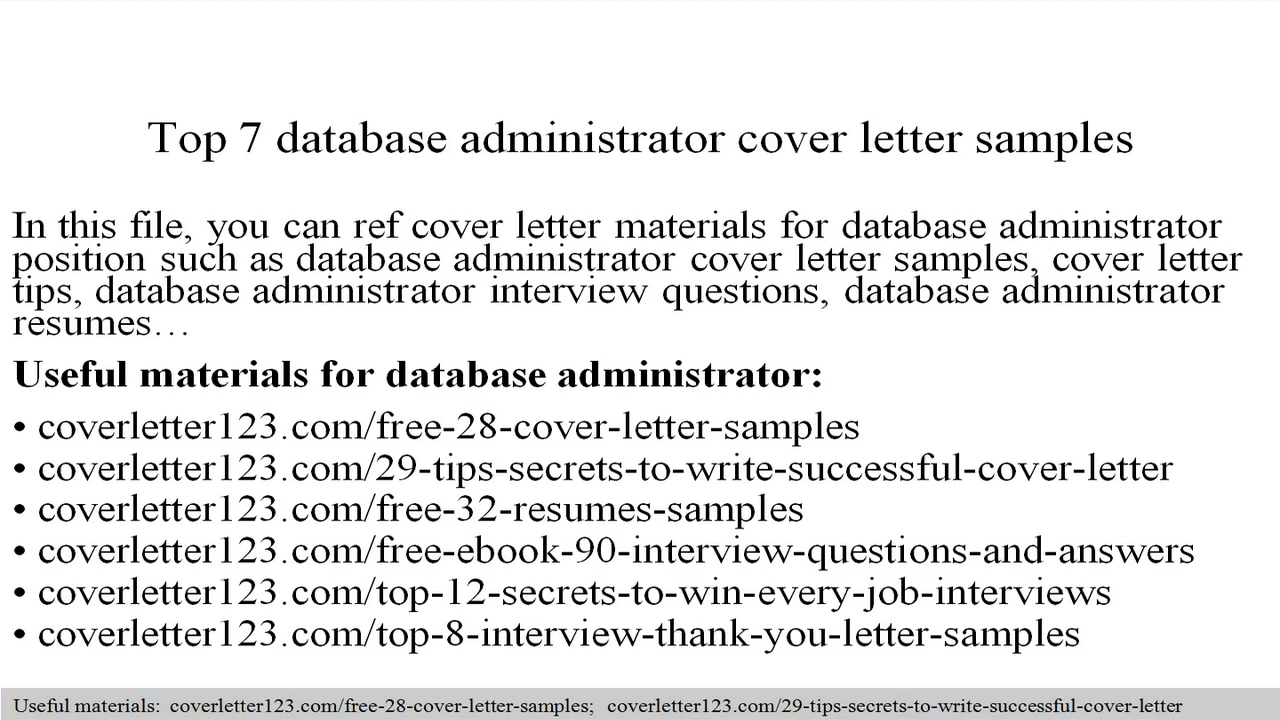 Top 7 database administrator cover letter samples
In this file, you can ref cover letter materials for database administrator
position such as database administrator cover letter samples, cover letter
tips, database administrator interview questions, database administrator
resumes…
Useful materials for database administrator:
• coverletter123.com/free-28-cover-letter-samples
• coverletter123.com/29-tips-secrets-to-write-successful-cover-letter
• coverletter123.com/free-32-resumes-samples
• coverletter123.com/free-ebook-90-interview-questions-and-answers
• coverletter123.com/top-12-secrets-to-win-every-job-interviews
• coverletter123.com/top-8-interview-thank-you-letter-samples
Useful materials: coverletter123.com/free-28-cover-letter-samples; coverletter123.com/29-tips-secrets-to-write-successful-cover-letter